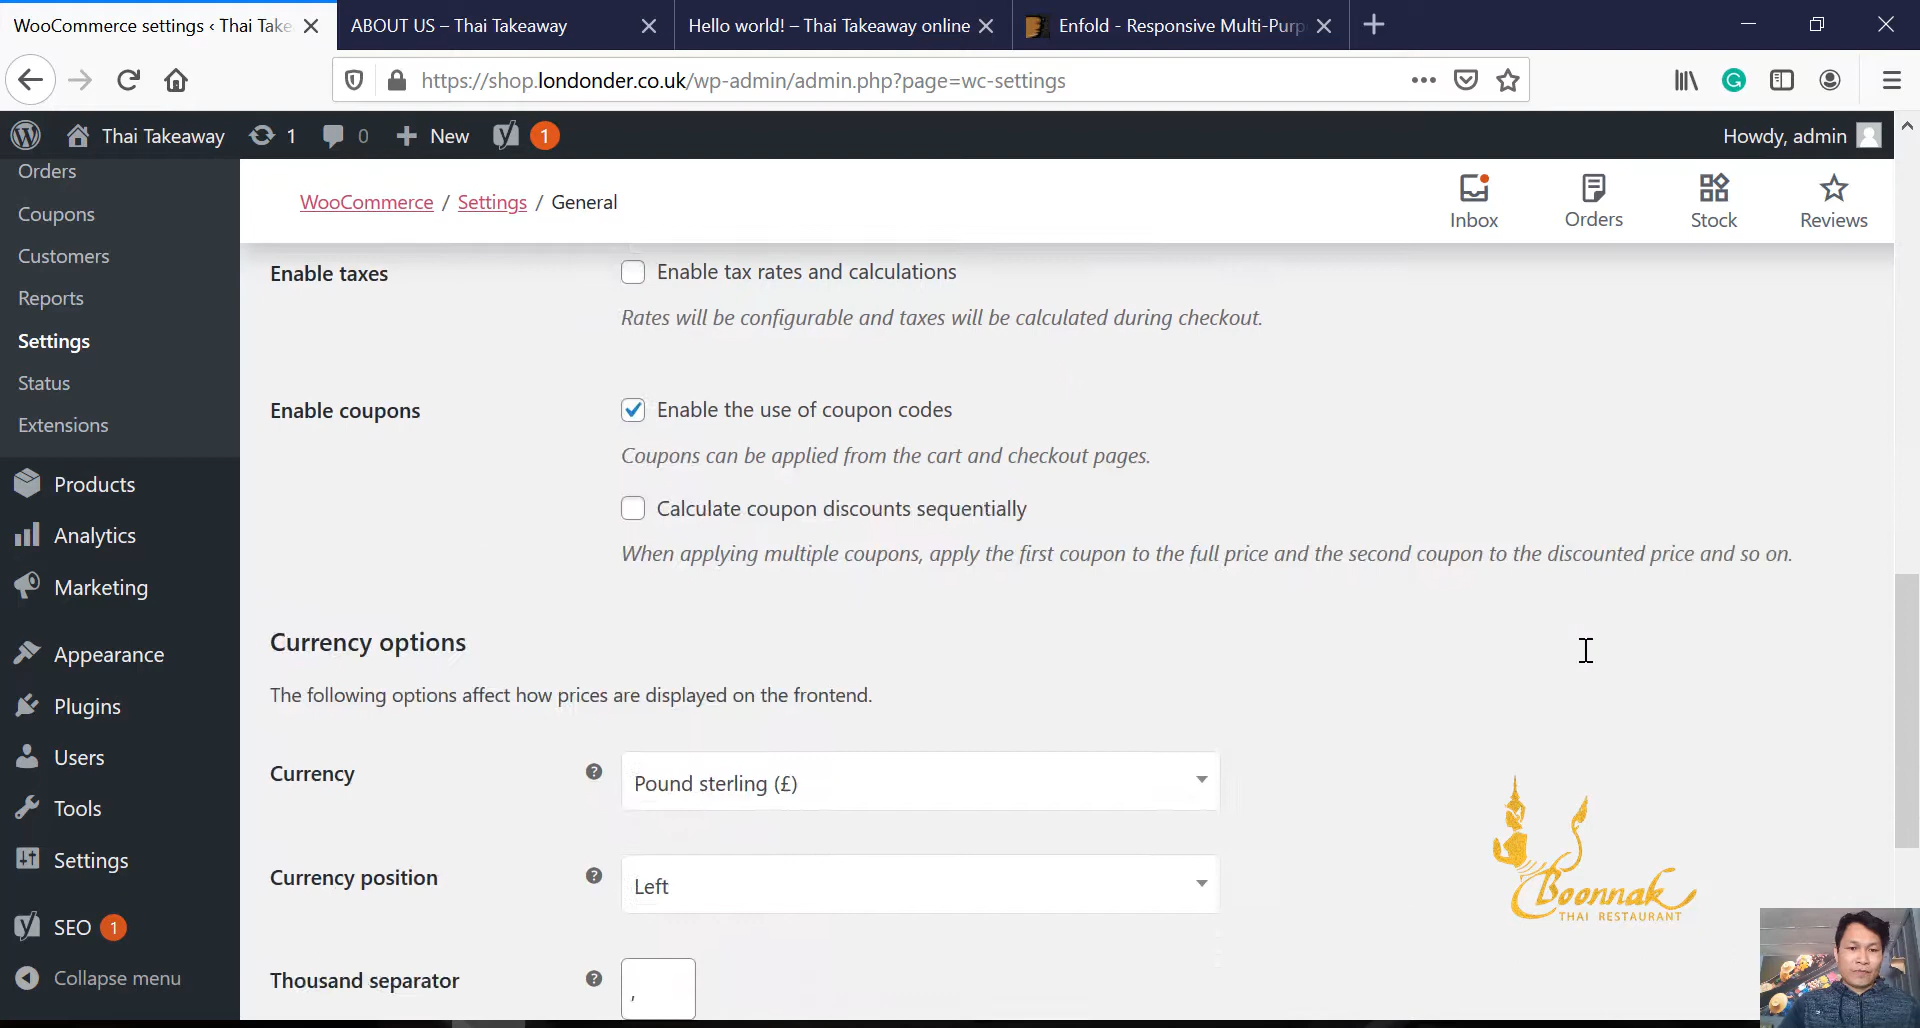 WooCommerce settings ‹ Thai Take
ABOUT US – Thai Takeaway
Hello world! – Thai Takeaway online
Enfold - Responsive Multi-Purp
https://shop.londonder.co.uk/wp-admin/admin.php?page=wc-settings
Thai Takeaway
1
0
New
1
Howdy, admin
Orders
Coupons
Customers
Reports
Settings
Status
Extensions
Products
Analytics
Marketing
Appearance
Plugins
Users
Tools
Settings
SEO 1
Collapse menu
WooCommerce / Settings / General
Inbox
Orders
Stock
Reviews
Enable taxes
Enable tax rates and calculations
Rates will be configurable and taxes will be calculated during checkout.
Enable coupons
Enable the use of coupon codes
Coupons can be applied from the cart and checkout pages.
Calculate coupon discounts sequentially
When applying multiple coupons, apply the first coupon to the full price and the second coupon to the discounted price and so on.
Currency options
The following options affect how prices are displayed on the frontend.
Currency
Pound sterling (£)
Currency position
Left
Thousand separator
,
Boonnak
THAI RESTAURANT